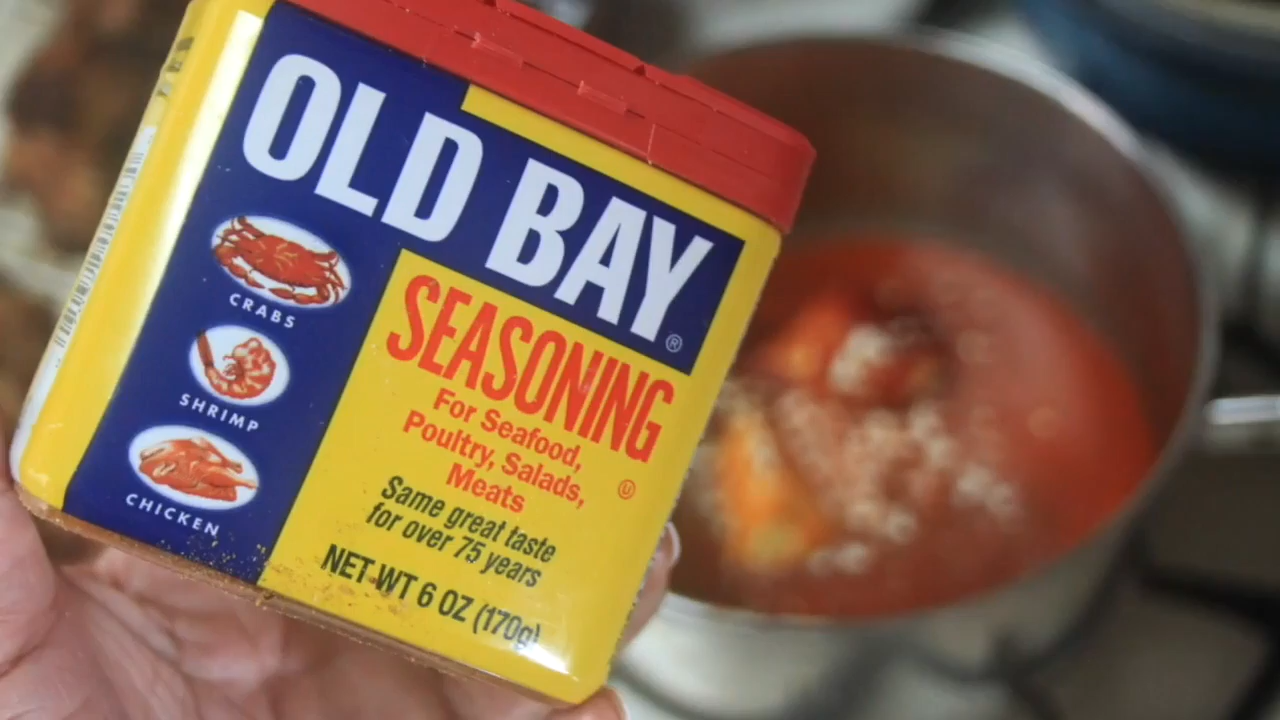 OLD BAY®
CRABS
SHRIMP
CHICKEN
SEASONING
For Seafood,
Poultry, Salads,
Meats
U
Same great taste
for over 75 years
NET WT 6 OZ (170g)